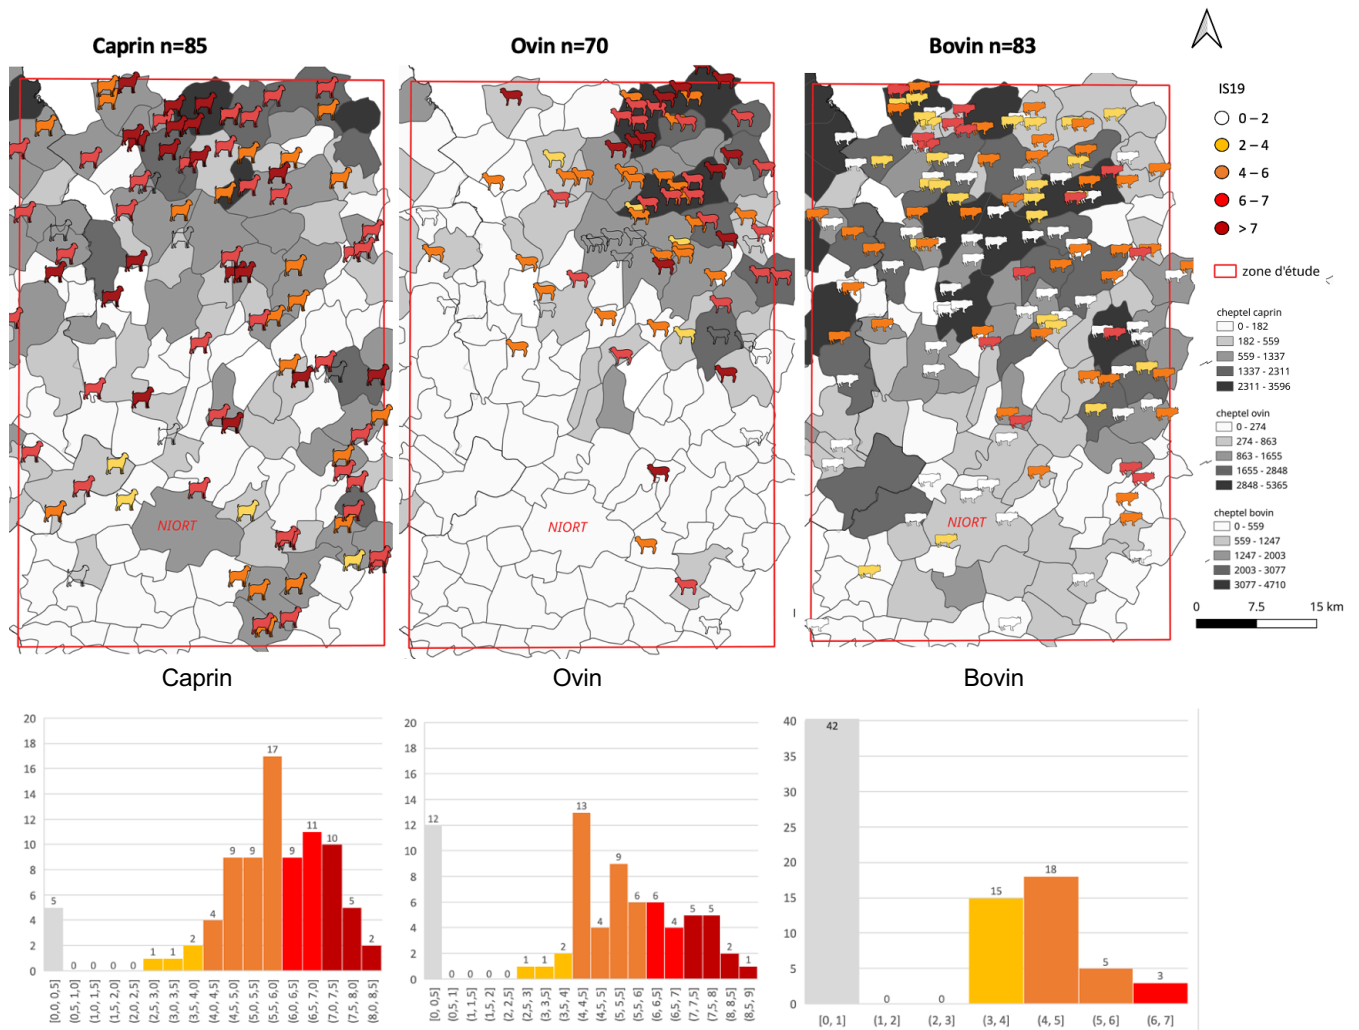 Caprin n=85
Ovin n=70
Bovin n=83
NIORT
NIORT
NIORT
IS19
0 – 2
2 – 4
4 – 6
6 – 7
> 7
zone d'étude
cheptel caprin
0 - 182
182 - 559
559 - 1337
1337 - 2311
2311 - 3596
cheptel ovin
0 - 274
274 - 863
863 - 1655
1655 - 2848
2848 - 5365
cheptel bovin
0 - 559
559 - 1247
1247 - 2003
2003 - 3077
3077 - 4710
0 7.5 15 km
Caprin
20
18
16
14
12
10
8
6
4
2
0
5 0 0 0 0 1 1 2 4 9 9 17 9 11 10 5 2
[0,0, 0,5]
(0,5, 1,0]
(1,0, 1,5]
(1,5, 2,0]
(2,0, 2,5]
(2,5, 3,0]
(3,0, 3,5]
(3,5, 4,0]
(4,0, 4,5]
(4,5, 5,0]
(5,0, 5,5]
(5,5, 6,0]
(6,0, 6,5]
(6,5, 7,0]
(7,0, 7,5]
(7,5, 8,0]
(8,0, 8,5]
Ovin
20
18
16
14
12
10
8
6
4
2
0
12 0 0 0 0 1 1 2 13 4 9 6 6 4 5 5 2 1
[0, 0,5]
(0,5, 1]
(1, 1,5]
(1,5, 2]
(2, 2,5]
(2,5, 3]
(3, 3,5]
(3,5, 4]
(4, 4,5]
(4,5, 5]
(5, 5,5]
(5,5, 6]
(6, 6,5]
(6,5, 7]
(7, 7,5]
(7,5, 8]
(8, 8,5]
(8,5, 9]
Bovin
40
35
30
25
20
15
10
5
0
42 0 0 15 18 5 3
[0, 1]
(1, 2]
(2, 3]
(3, 4]
(4, 5]
(5, 6]
(6, 7]